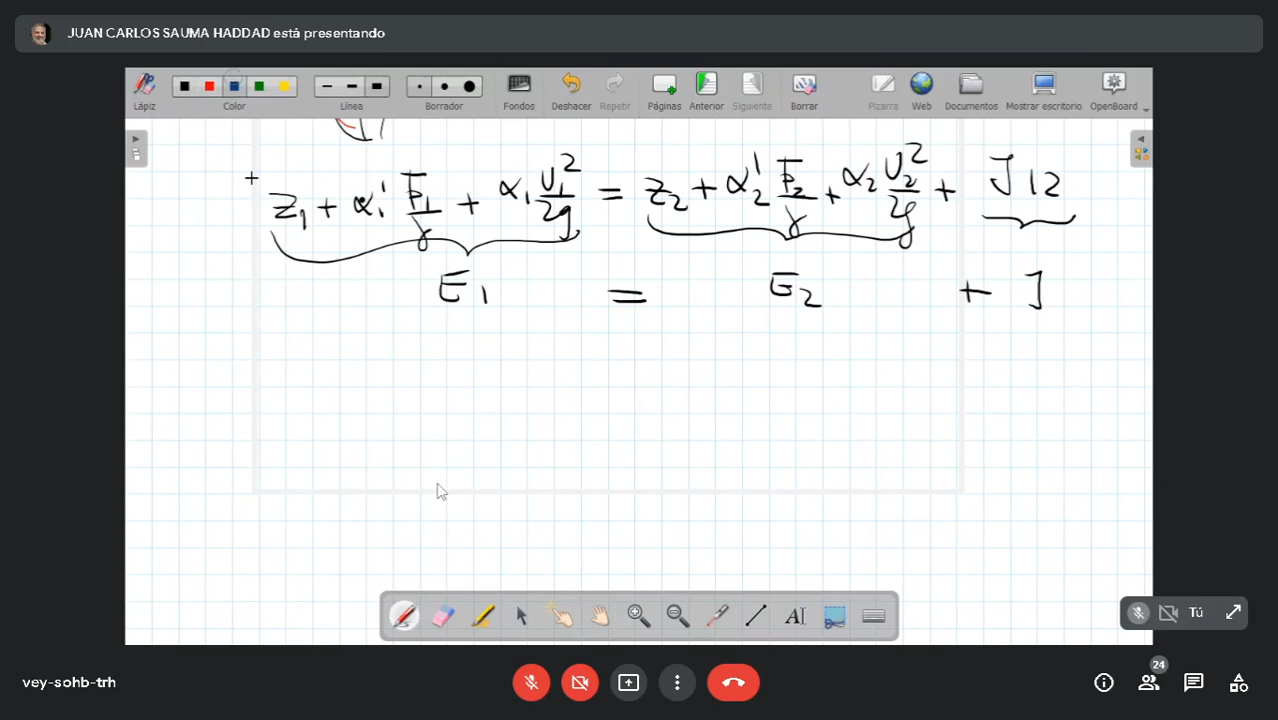 JUAN CARLOS SAUMA HADDAD está presentando
Lápiz Color Línea Borrador Fondos Deshacer Repetir Páginas Anterior Siguiente Borrar Pizarra Web Documentos Mostrar escritorio OpenBoard
z₁ + α₁' p₁/γ + α₁ U₁²/2g = z₂ + α₂' p₂/γ + α₂ U₂²/2g + J12
E₁ = E₂ + J
Tú
vey-sohb-trh
24